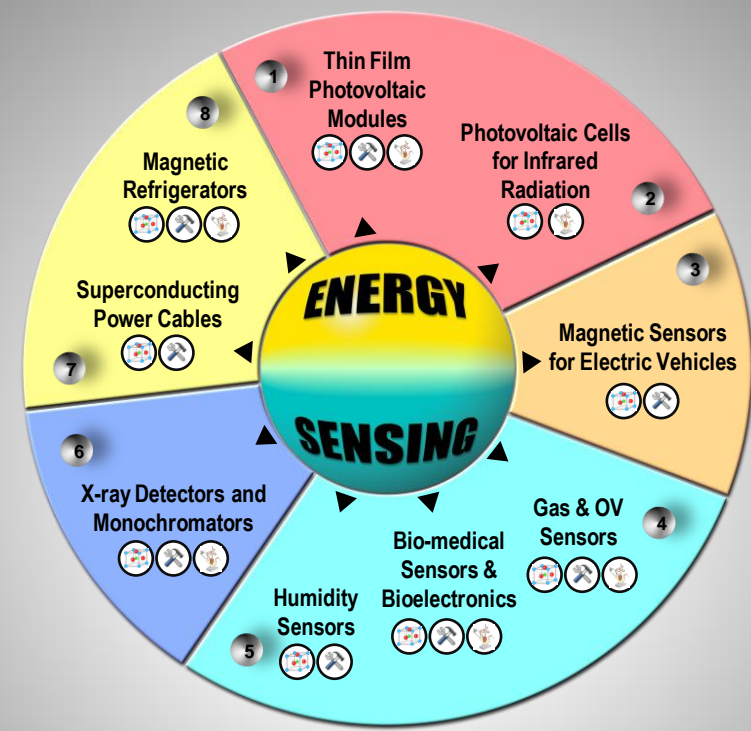 1
Thin Film
Photovoltaic
Modules
Photovoltaic Cells
for Infrared
Radiation
2
3
Magnetic Sensors
for Electric Vehicles
4
Gas & OV
Sensors
Bio-medical
Sensors &
Bioelectronics
5
Humidity
Sensors
6
X-ray Detectors and
Monochromators
7
Superconducting
Power Cables
8
Magnetic
Refrigerators
ENERGY
SENSING